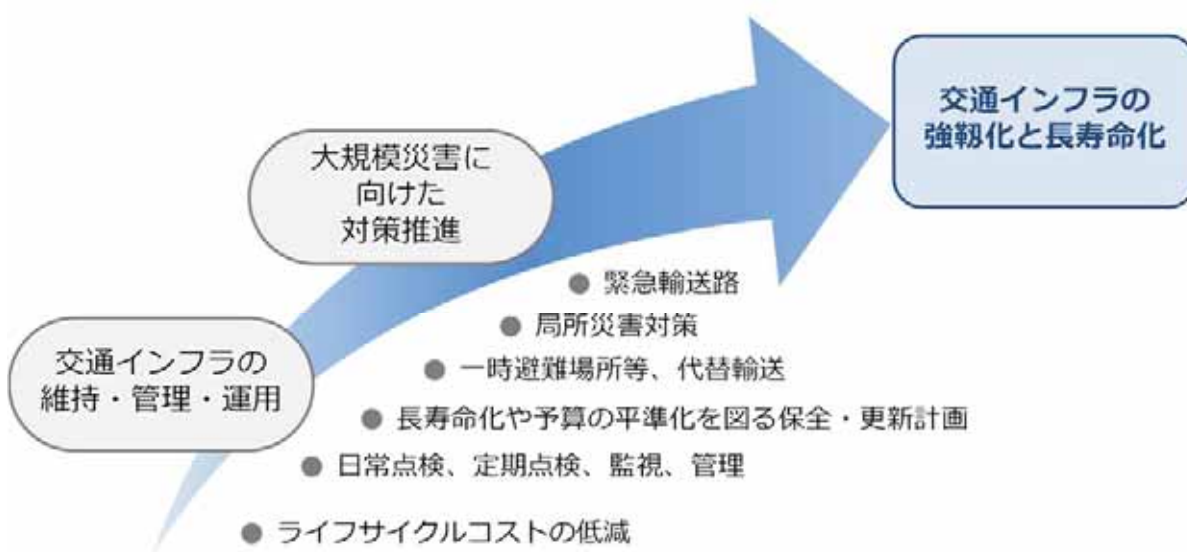 交通インフラの
強靱化と長寿命化
大規模災害に
向けた
対策推進
交通インフラの
維持・管理・運用
● 緊急輸送路
● 局所災害対策
● 一時避難場所等、代替輸送
● 長寿命化や予算の平準化を図る保全・更新計画
● 日常点検、定期点検、監視、管理
● ライフサイクルコストの低減